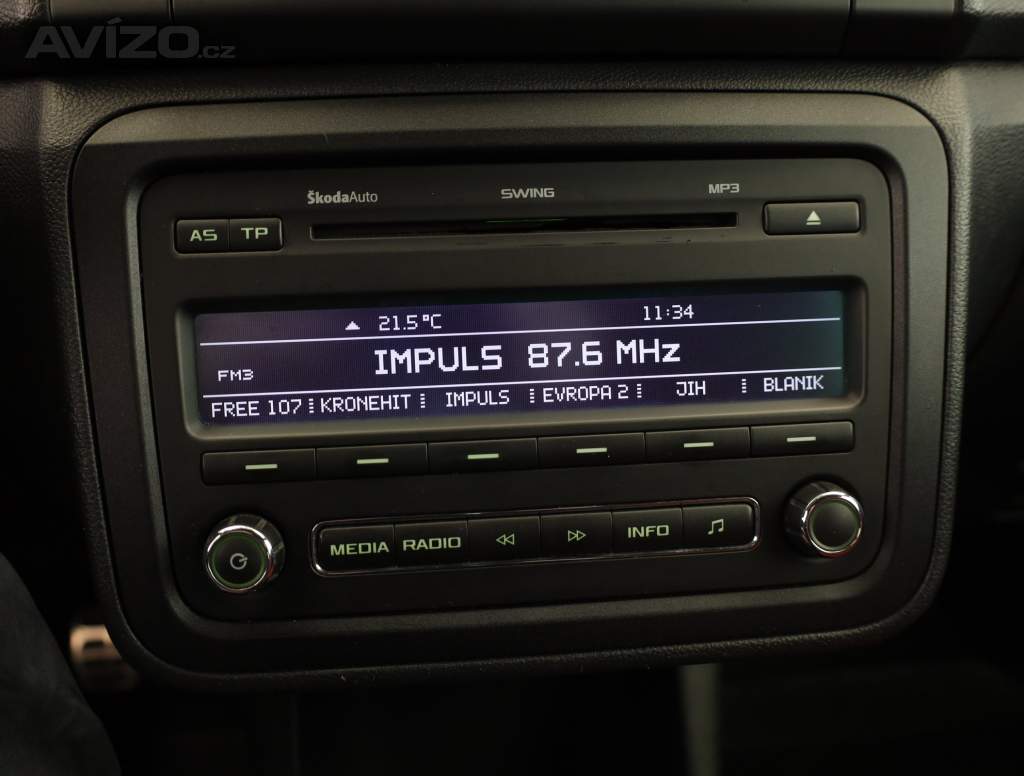 AVÍZO.cz
ŠkodaAuto SWING MP3
AS TP
21.5°C 11:34
IMPULS 87.6 MHz
FM3
FREE 107 KRONEHIT IMPULS EVROPA 2 JIH BLANIK
MEDIA RADIO INFO